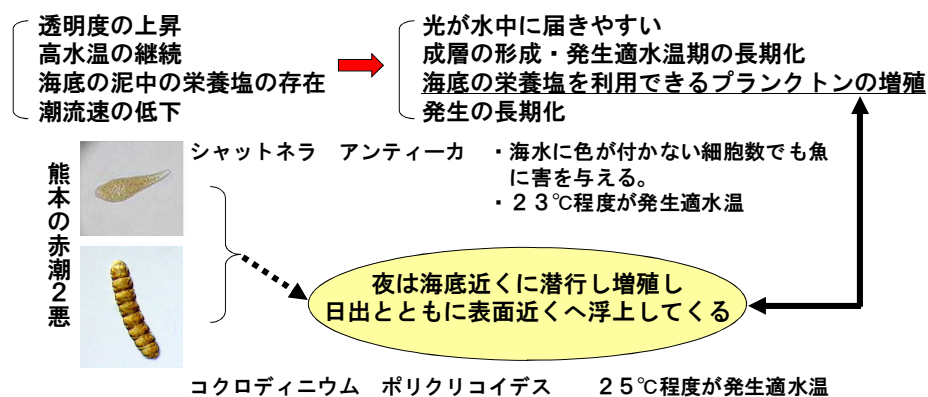 透明度の上昇
高水温の継続
海底の泥中の栄養塩の存在
潮流速の低下
光が水中に届きやすい
成層の形成・発生適水温期の長期化
海底の栄養塩を利用できるプランクトンの増殖
発生の長期化
熊本の赤潮２悪
シャットネラ　アンティーカ
・海水に色が付かない細胞数でも魚
に害を与える。
・２３℃程度が発生適水温
夜は海底近くに潜行し増殖し
日出とともに表面近くへ浮上してくる
コクロディニウム　ポリクリコイデス　２５℃程度が発生適水温